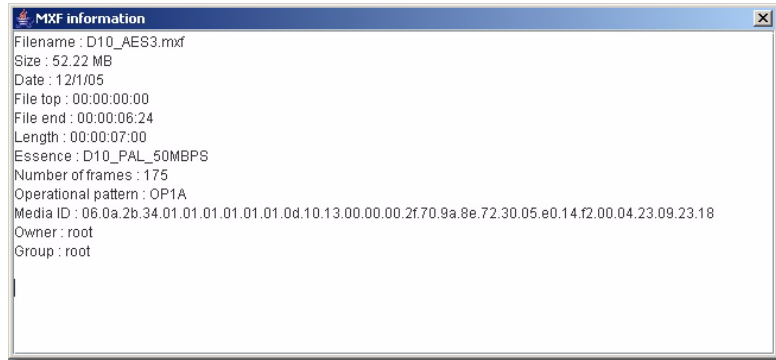 MXF information
Filename : D10_AES3.mxf
Size : 52.22 MB
Date : 12/1/05
File top : 00:00:00:00
File end : 00:00:06:24
Length : 00:00:07:00
Essence : D10_PAL_50MBPS
Number of frames : 175
Operational pattern : OP1A
Media ID : 06.0a.2b.34.01.01.01.01.01.01.0d.10.13.00.00.00.2f.70.9a.8e.72.30.05.e0.14.f2.00.04.23.09.23.18
Owner : root
Group : root